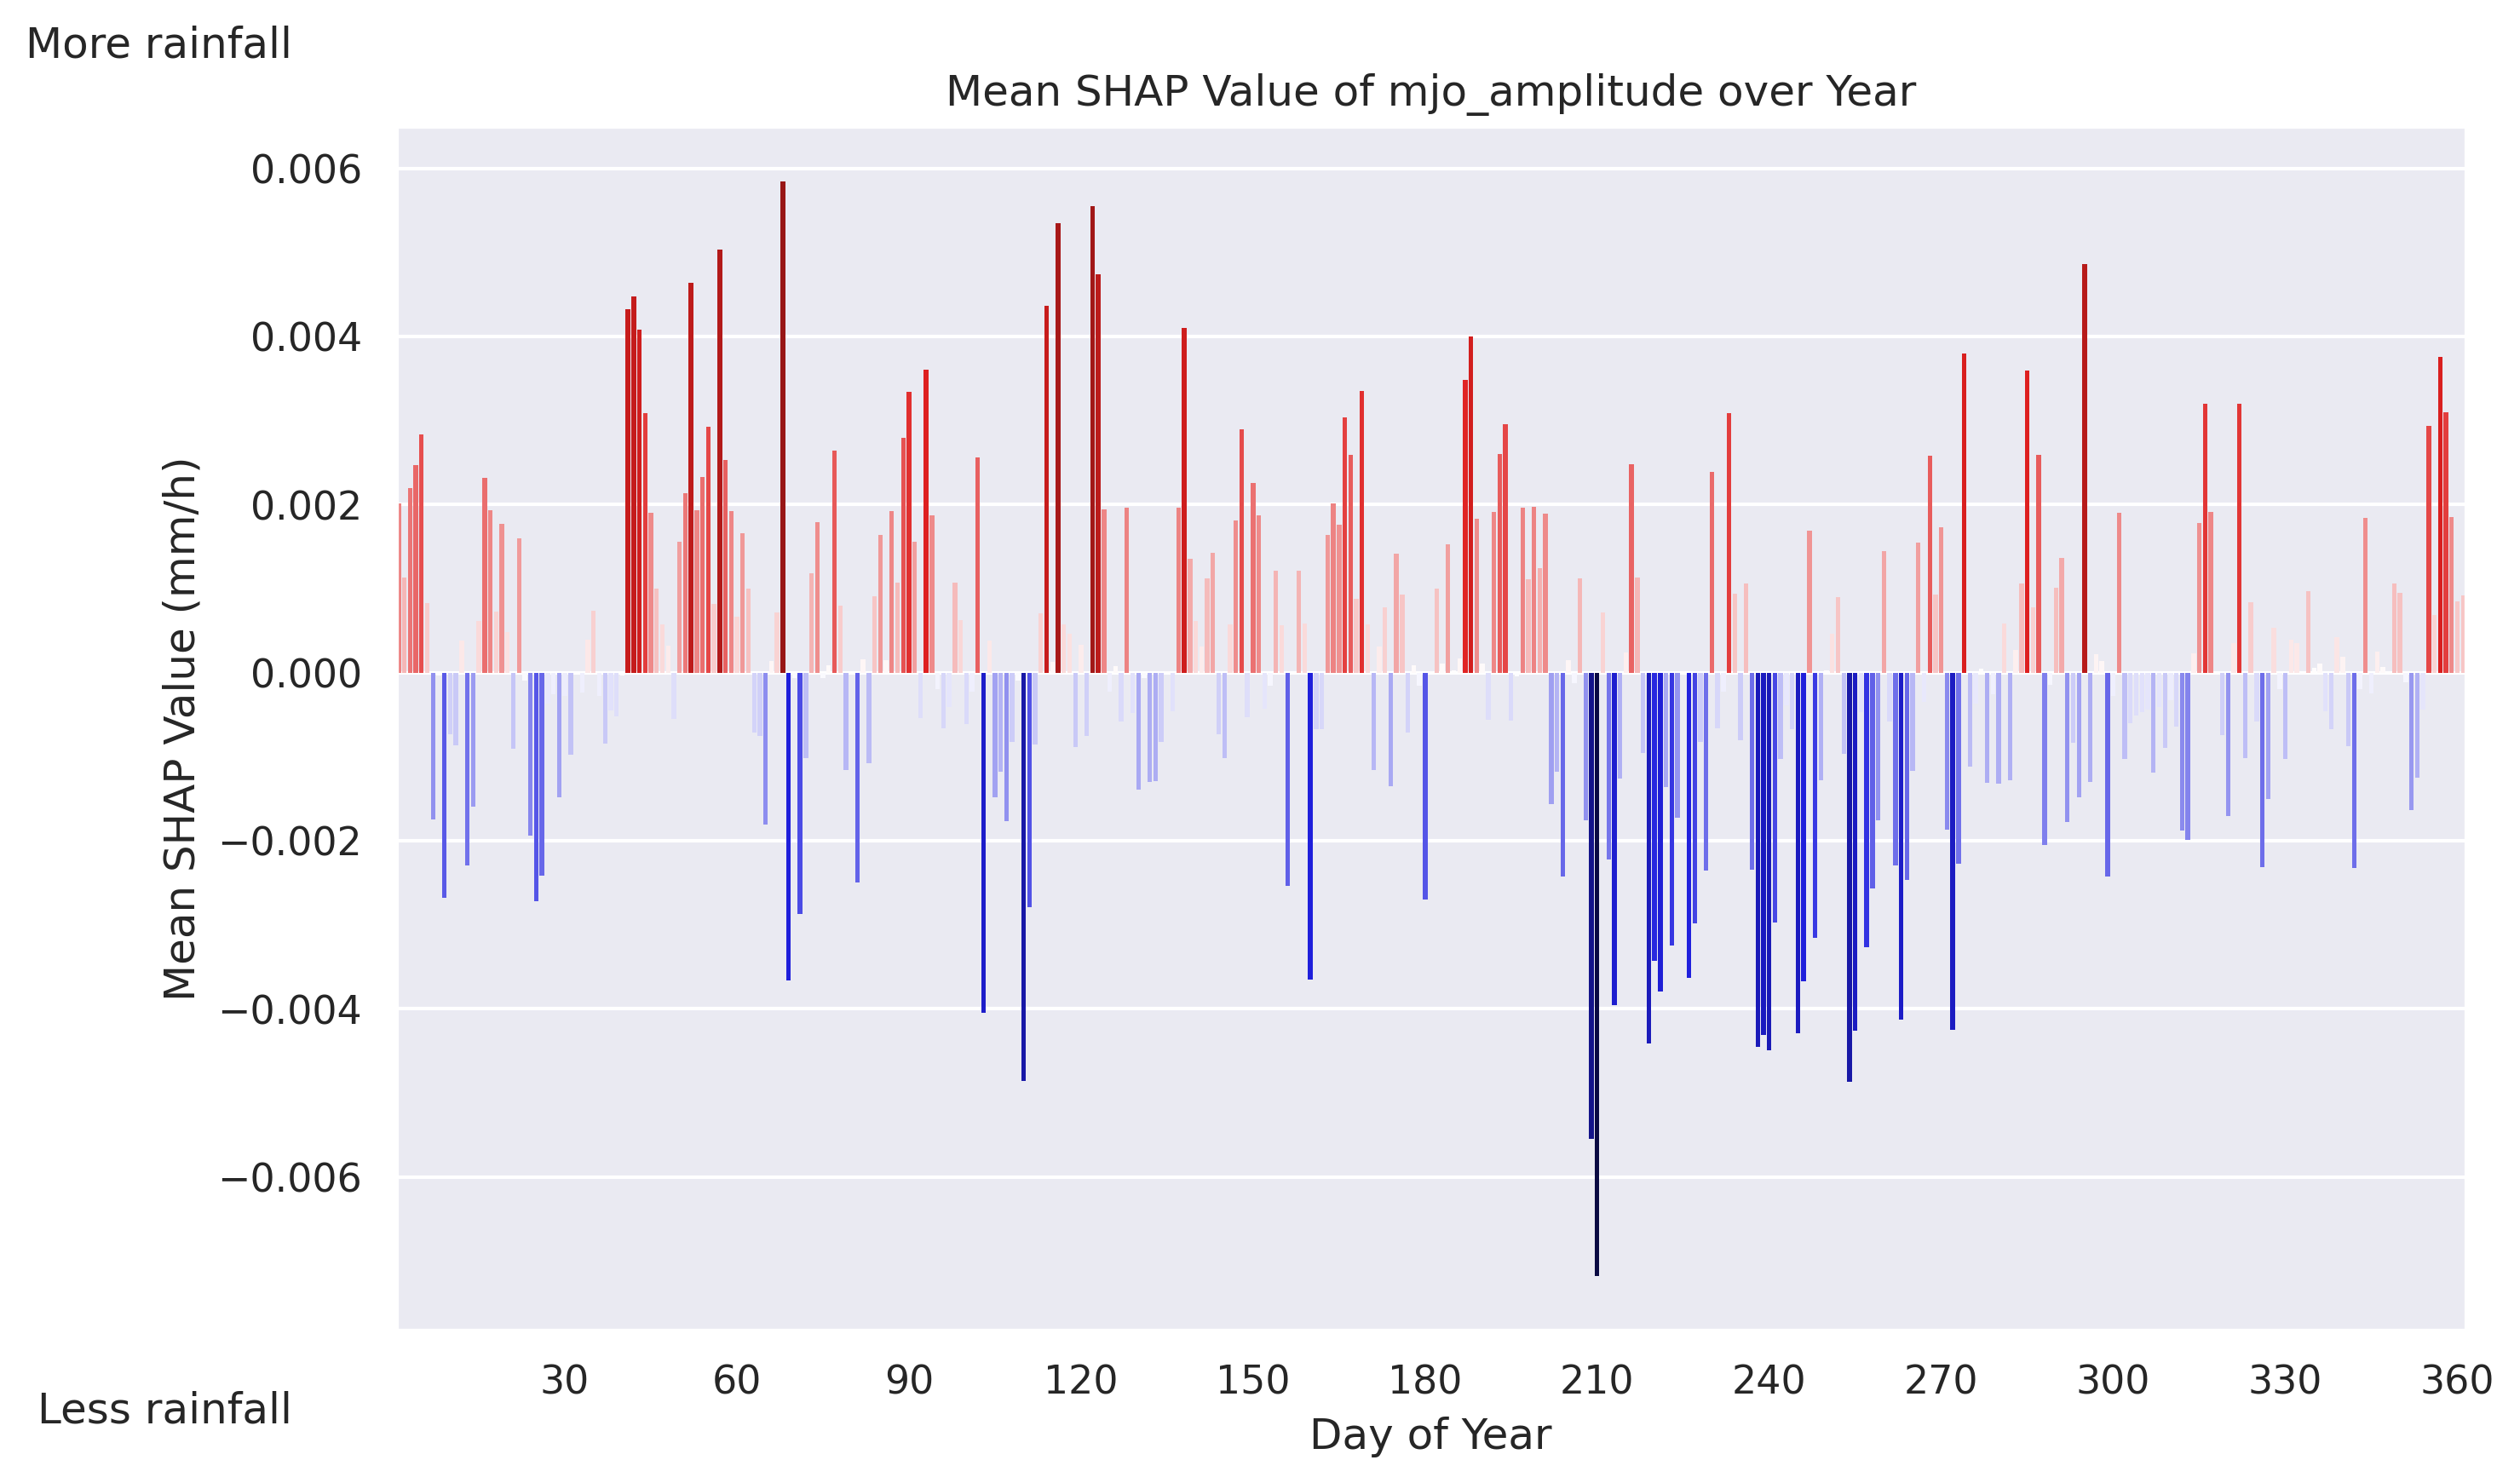 More rainfall
Mean SHAP Value of mjo_amplitude over Year
0.006
0.004
0.002
0.000
−0.002
−0.004
−0.006
Mean SHAP Value (mm/h)
30 60 90 120 150 180 210 240 270 300 330 360
Less rainfall
Day of Year